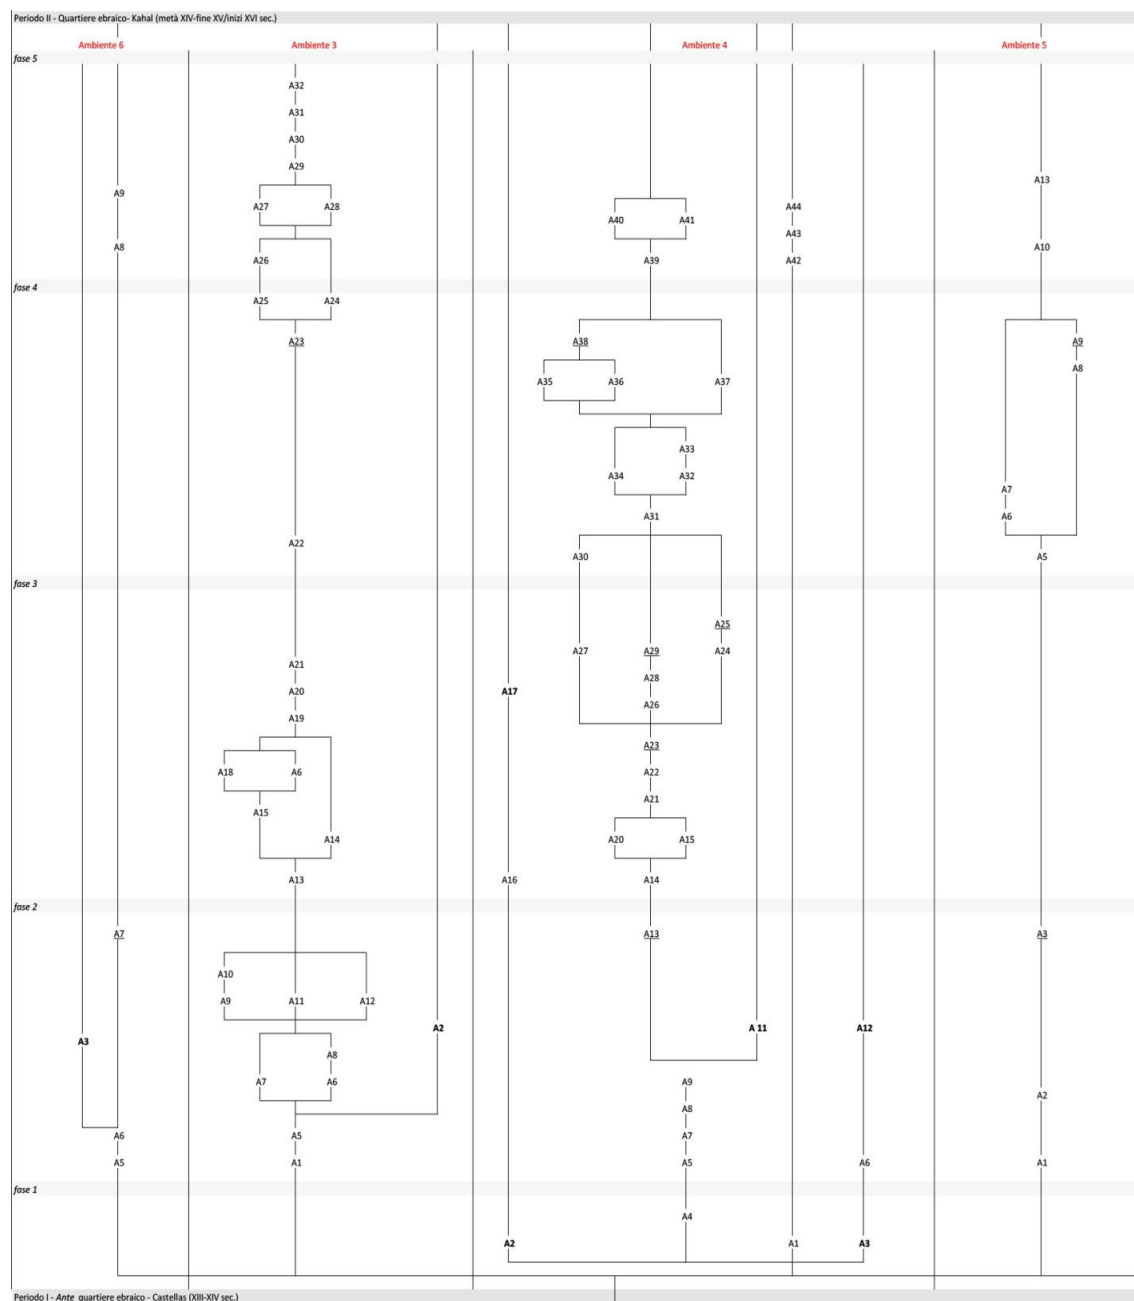 Periodo II - Quartiere ebraico- Kahal (metà XIV-fine XV/inizi XVI sec.)
Ambiente 6 Ambiente 3 Ambiente 4 Ambiente 5
fase 5
A32
A31
A30
A29
A13
A9
A27 A28 A44
A40 A41
A43
A8 A10
A26 A39 A42
fase 4
A25 A24
A23 A38 A9
A8
A35 A36 A37
A33
A34 A32
A7
A31 A6
A22
A30 A5
fase 3
A25
A27 A29 A24
A21
A28
A20 A17
A26
A19
A23
A18 A6 A22
A21
A15
A14 A20 A15
A13 A16 A14
fase 2
A7 A13 A3
A10
A9 A11 A12
A2 A 11 A12
A3
A8
A7 A6 A9
A2
A8
A6 A5 A7
A5 A1 A5 A6 A1
fase 1
A4
A2 A1 A3
Periodo I - Ante quartiere ebraico - Castellas (XIII-XIV sec.)